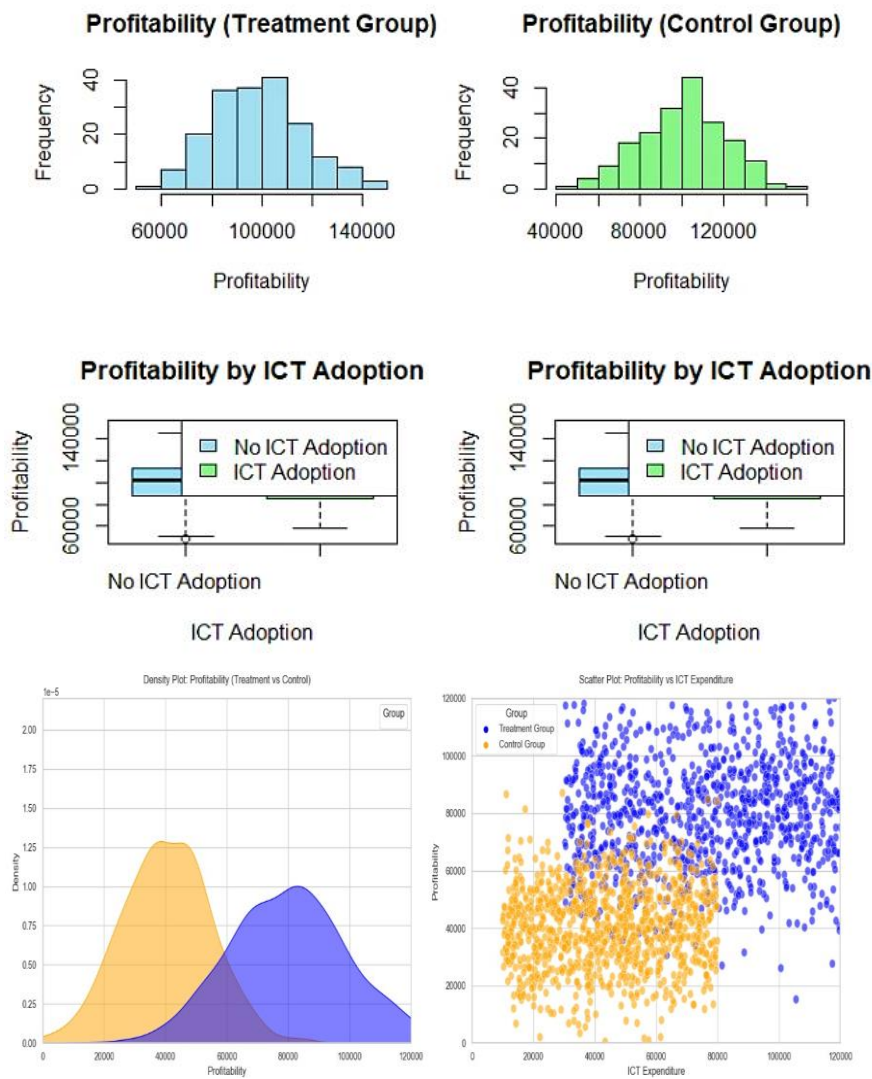 Profitability (Treatment Group)
Frequency
40
20
0
60000 100000 140000
Profitability
Profitability (Control Group)
Frequency
40
20
0
40000 80000 120000
Profitability
Profitability by ICT Adoption
Profitability
140000
60000
No ICT Adoption
ICT Adoption
No ICT Adoption
ICT Adoption
Profitability by ICT Adoption
Profitability
140000
60000
No ICT Adoption
ICT Adoption
No ICT Adoption
ICT Adoption
Density Plot: Profitability (Treatment vs Control)
1e-5
Group
Density
2.00
1.75
1.50
1.25
1.00
0.75
0.50
0.25
0.00
0 20000 40000 60000 80000 100000 120000
Profitability
Scatter Plot: Profitability vs ICT Expenditure
Group
Treatment Group
Control Group
Profitability
120000
100000
80000
60000
40000
20000
0
0 20000 40000 60000 80000 100000 120000
ICT Expenditure